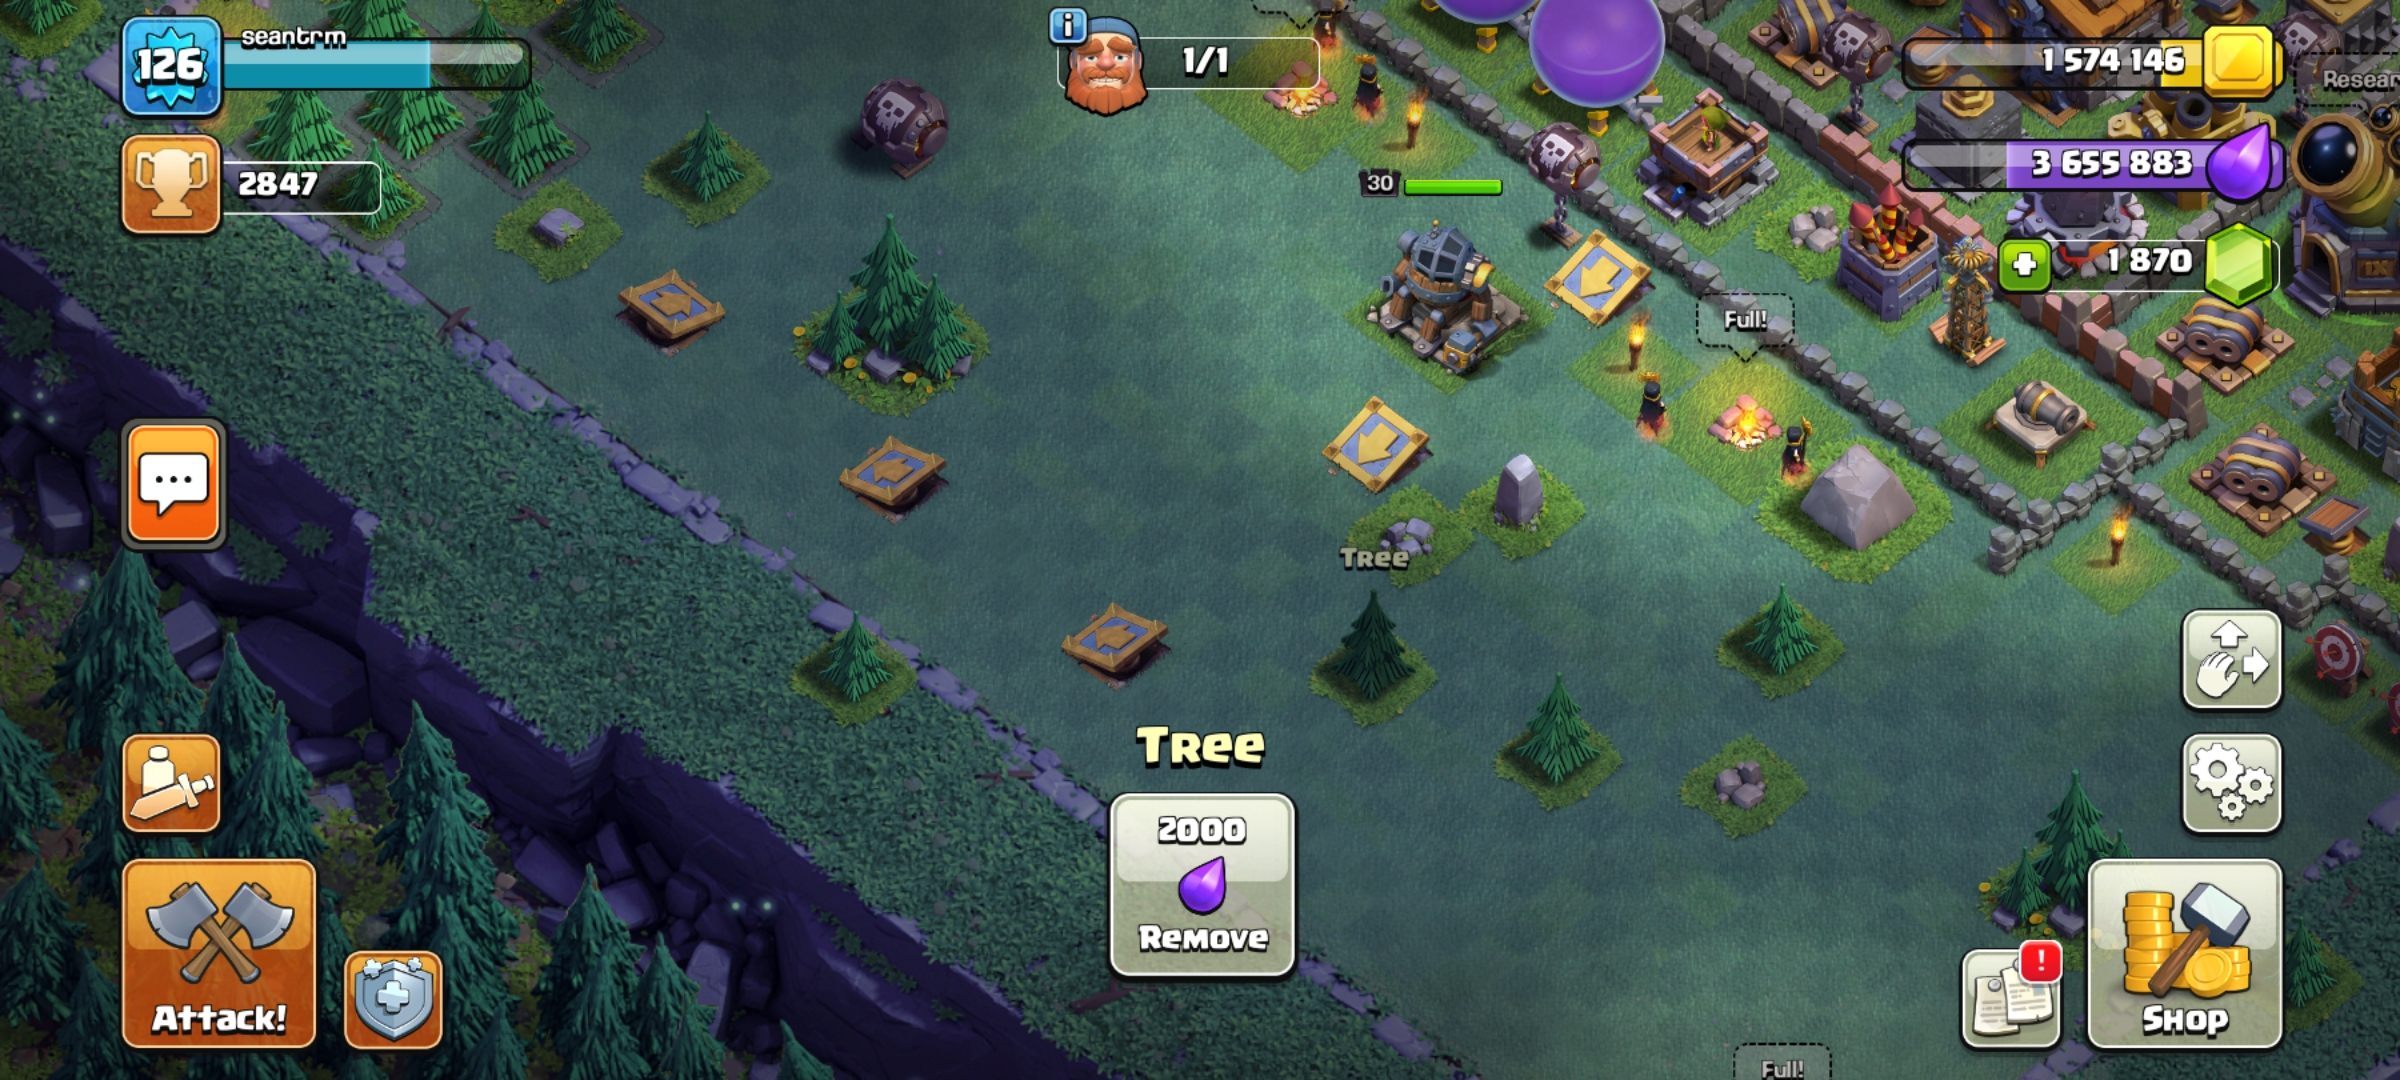 126
seantrm
1/1
1 574 146
Resear
2847
3 655 883
30
1 870
Full!
Tree
Tree
2000
Remove
Attack!
!
Shop
Full!